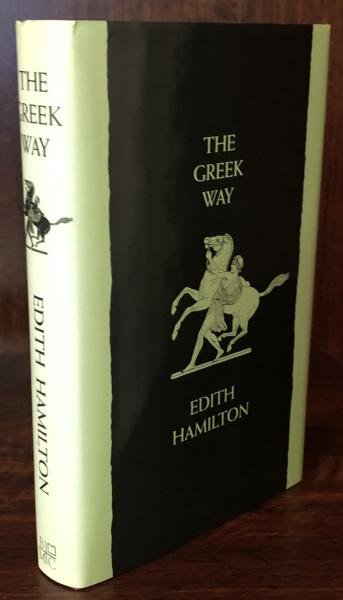 THE
GREEK
WAY
EDITH HAMILTON
THE
GREEK
WAY
EDITH
HAMILTON